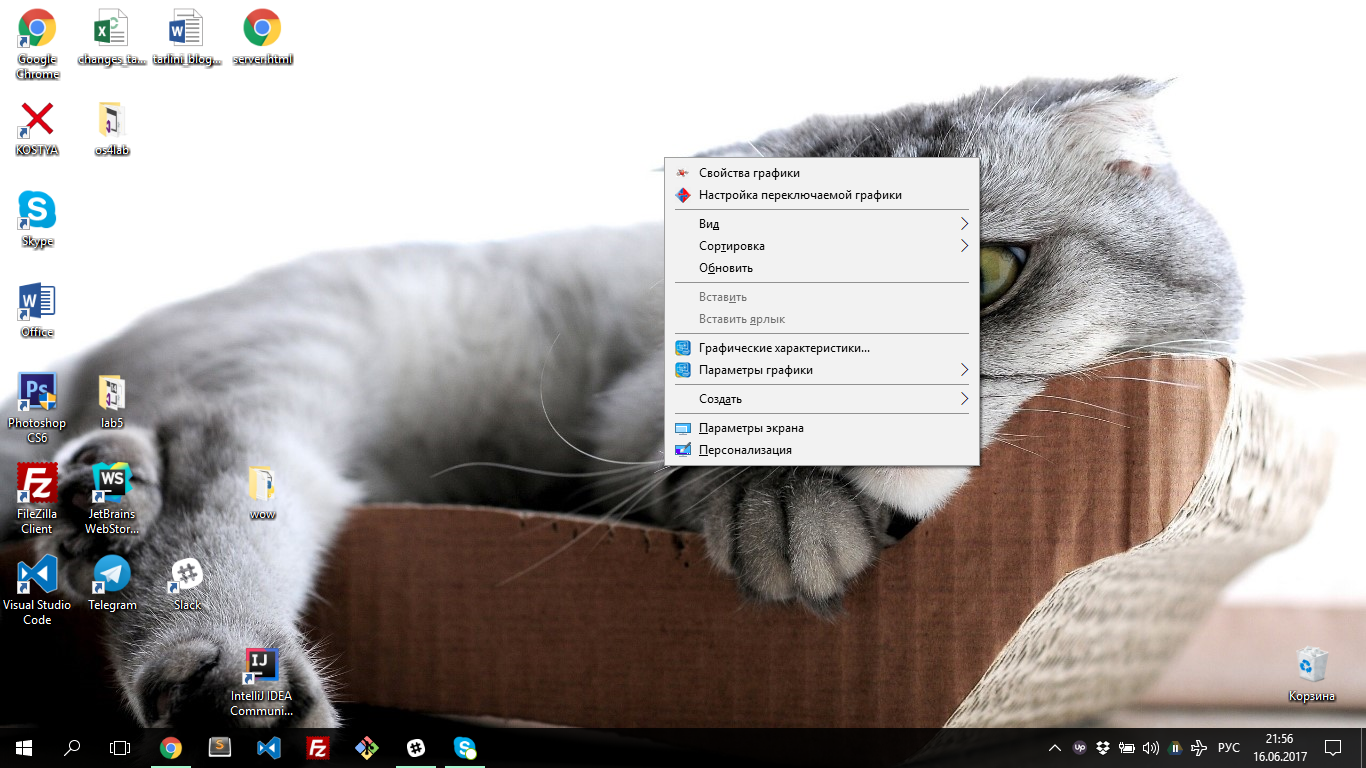 Google
Chrome
changes_ta...
tarlini_blog...
serverhtml
KOSTYA
os4lab
Skype
Office
Photoshop
CS6
lab5
FileZilla
Client
JetBrains
WebStor...
wow
Visual Studio
Code
Telegram
Slack
IntelliJ IDEA
Communi...
Свойства графики
Настройка переключаемой графики
Вид
Сортировка
Обновить
Вставить
Вставить ярлык
Графические характеристики...
Параметры графики
Создать
Параметры экрана
Персонализация
Корзина
РУС
21:56
16.06.2017